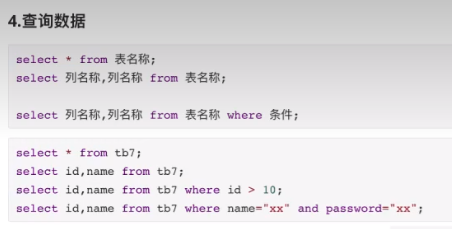 4.查询数据
select * from 表名称;
select 列名称,列名称 from 表名称;
select 列名称,列名称 from 表名称 where 条件;
select * from tb7;
select id,name from tb7;
select id,name from tb7 where id > 10;
select id,name from tb7 where name="xx" and password="xx";